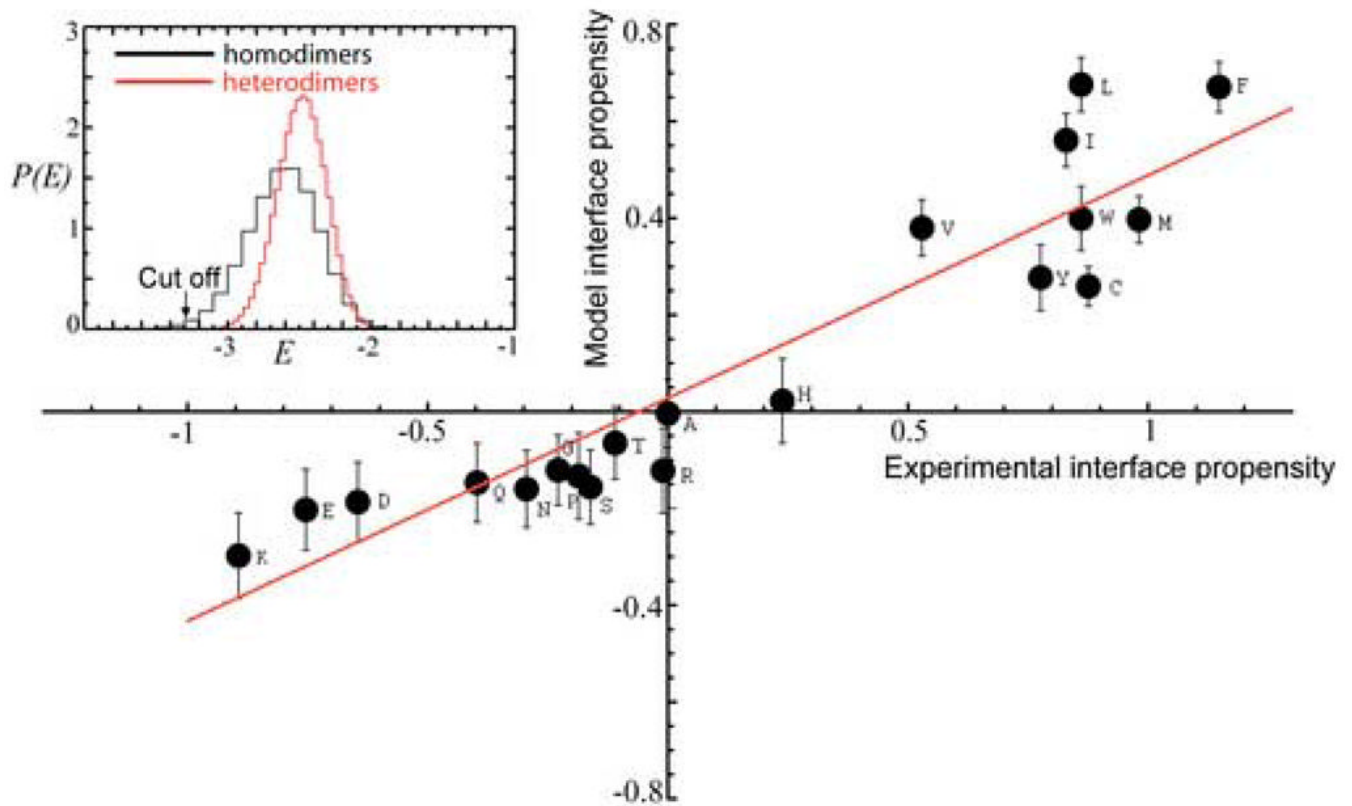 3
homodimers
heterodimers
2
P(E)
1
Cut off
0
-3
E
-2
-1
0.8
Model interface propensity
L
F
I
0.4
V
W
M
Y
C
H
-1
-0.5
A
0.5
1
T
R
Experimental interface propensity
Q
N
P
S
D
E
K
-0.4
-0.8